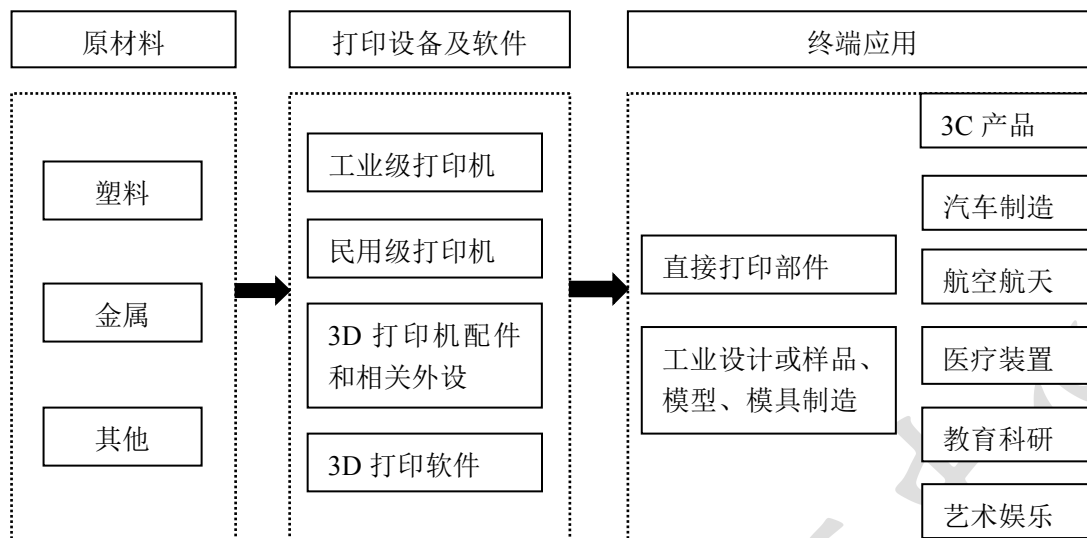 原材料
打印设备及软件
终端应用
塑料
金属
其他
工业级打印机
民用级打印机
3D 打印机配件
和相关外设
3D 打印软件
直接打印部件
工业设计或样品、
模型、模具制造
3C 产品
汽车制造
航空航天
医疗装置
教育科研
艺术娱乐